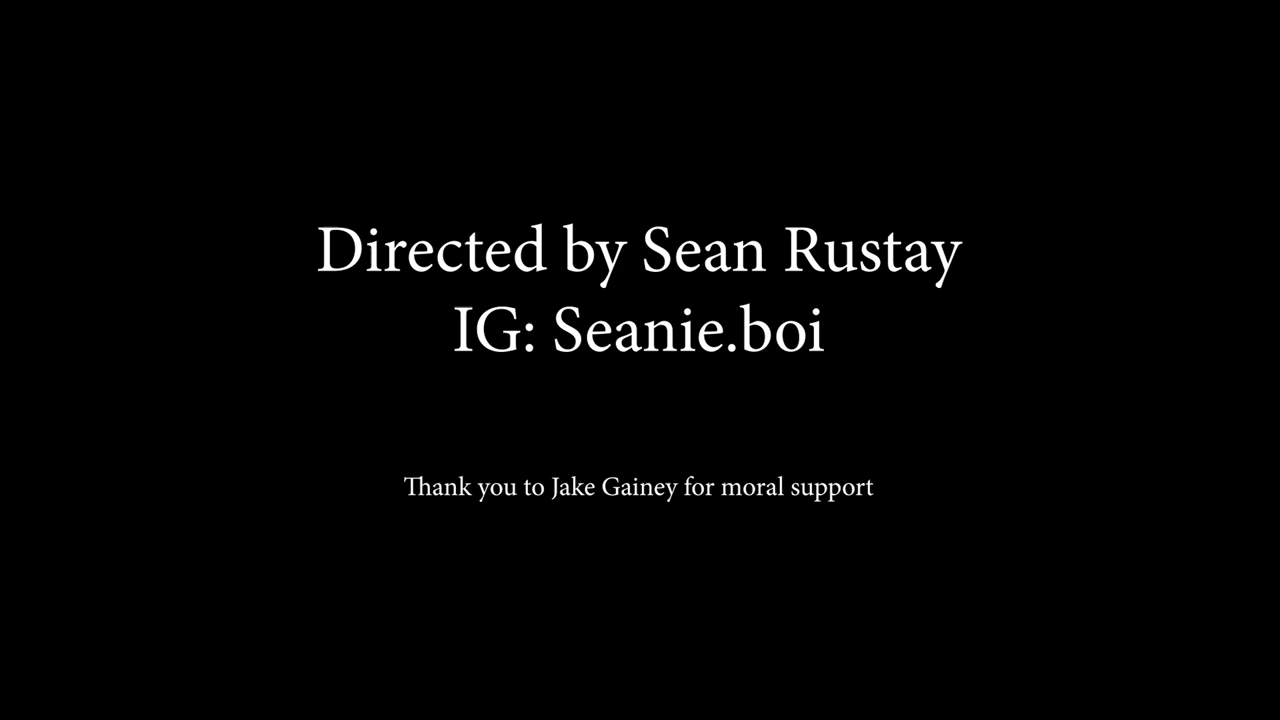 Directed by Sean Rustay
IG: Seanie.boi
Thank you to Jake Gainey for moral support